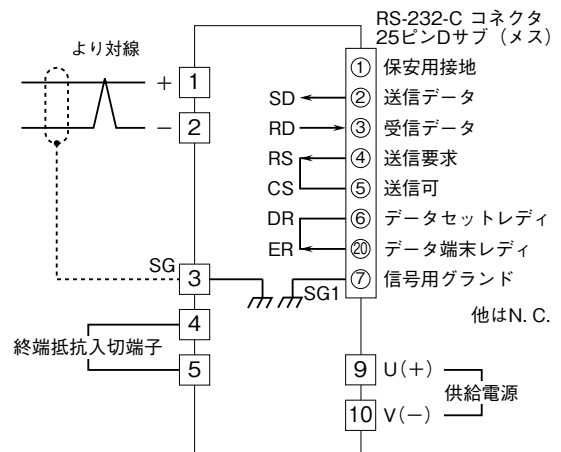 RS-232-C コネクタ
25ピンDサブ（メス）
より対線
+ 1
− 2
SG 3
4
終端抵抗入切端子
5
① 保安用接地
SD ② 送信データ
RD ③ 受信データ
RS ④ 送信要求
CS ⑤ 送信可
DR ⑥ データセットレディ
ER ⑳ データ端末レディ
SG1 ⑦ 信号用グランド
他はN. C.
9 U(+)
供給電源
10 V(−)